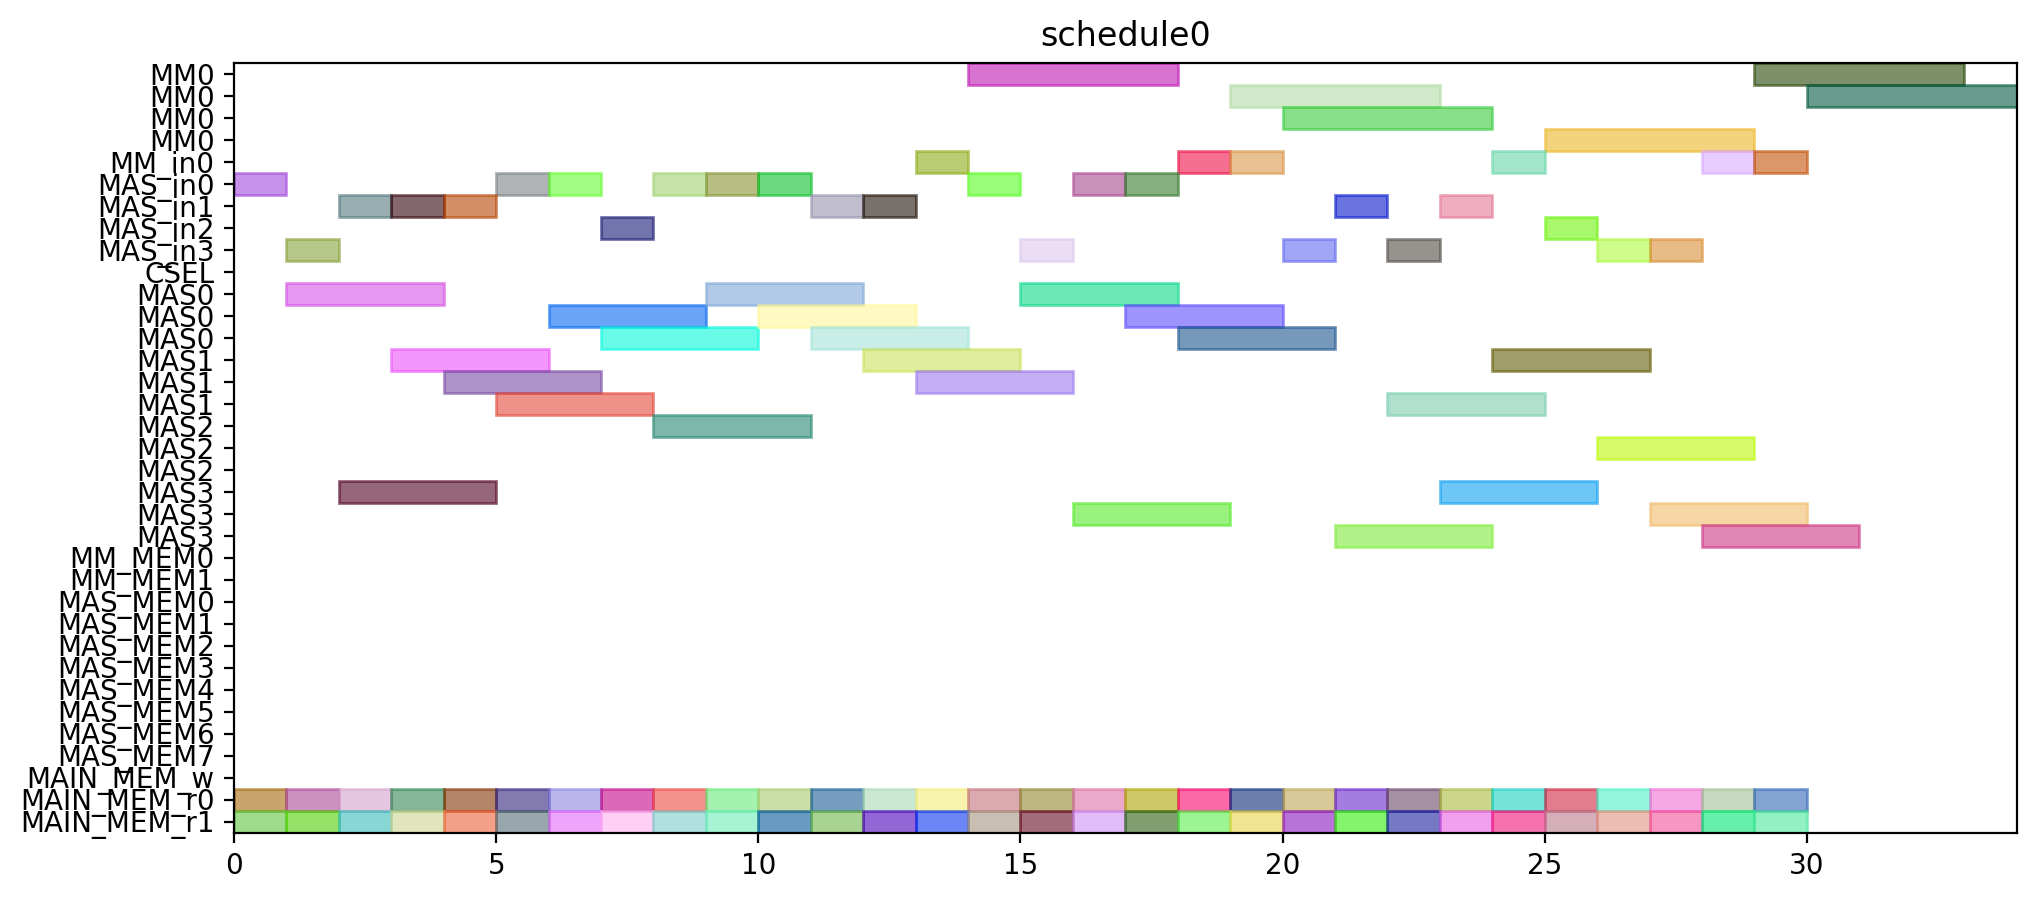 schedule0
MM0
MM0
MM0
MM0
MM_in0
MAS_in0
MAS_in1
MAS_in2
MAS_in3
CSEL
MAS0
MAS0
MAS0
MAS1
MAS1
MAS1
MAS2
MAS2
MAS2
MAS3
MAS3
MAS3
MM_MEM0
MM_MEM1
MAS_MEM0
MAS_MEM1
MAS_MEM2
MAS_MEM3
MAS_MEM4
MAS_MEM5
MAS_MEM6
MAS_MEM7
MAIN_MEM_w
MAIN_MEM_r0
MAIN_MEM_r1
0 5 10 15 20 25 30